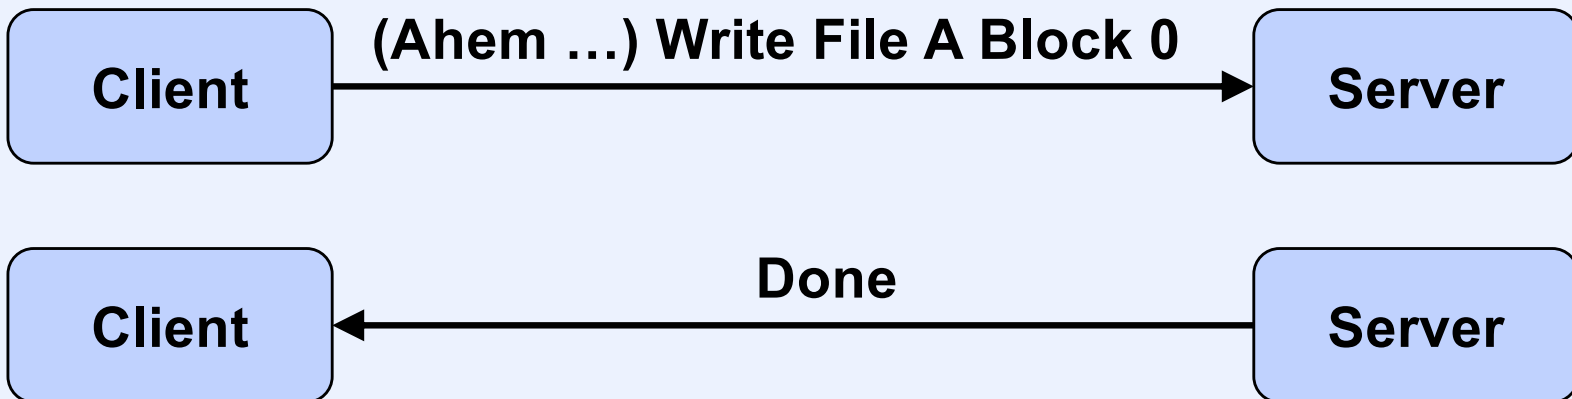 (Ahem …) Write File A Block 0
Client
Server
Done
Client
Server